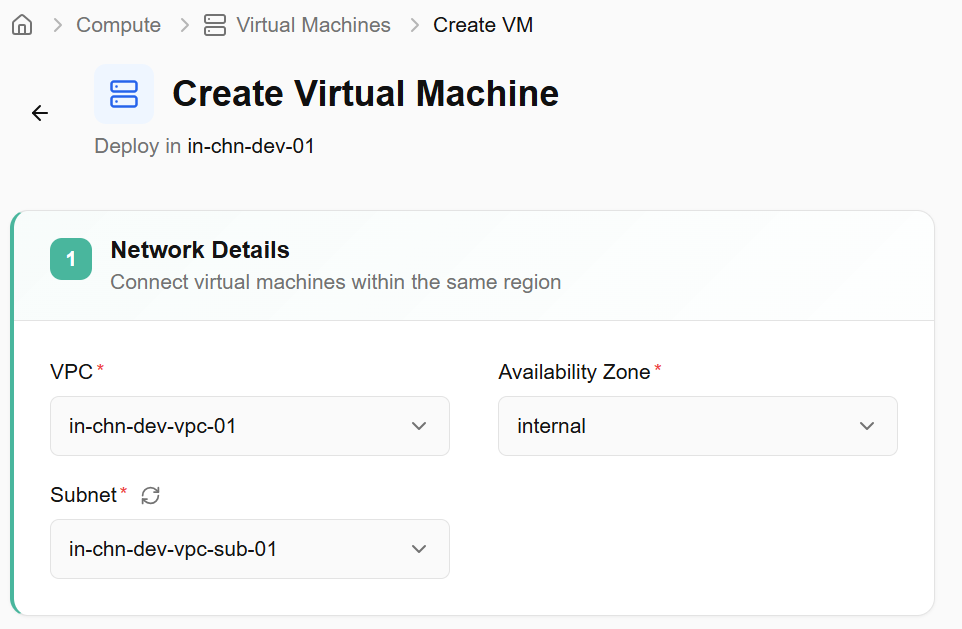 Compute Virtual Machines Create VM
Create Virtual Machine
Deploy in in-chn-dev-01
1
Network Details
Connect virtual machines within the same region
VPC* Availability Zone*
in-chn-dev-vpc-01 internal
Subnet*
in-chn-dev-vpc-sub-01